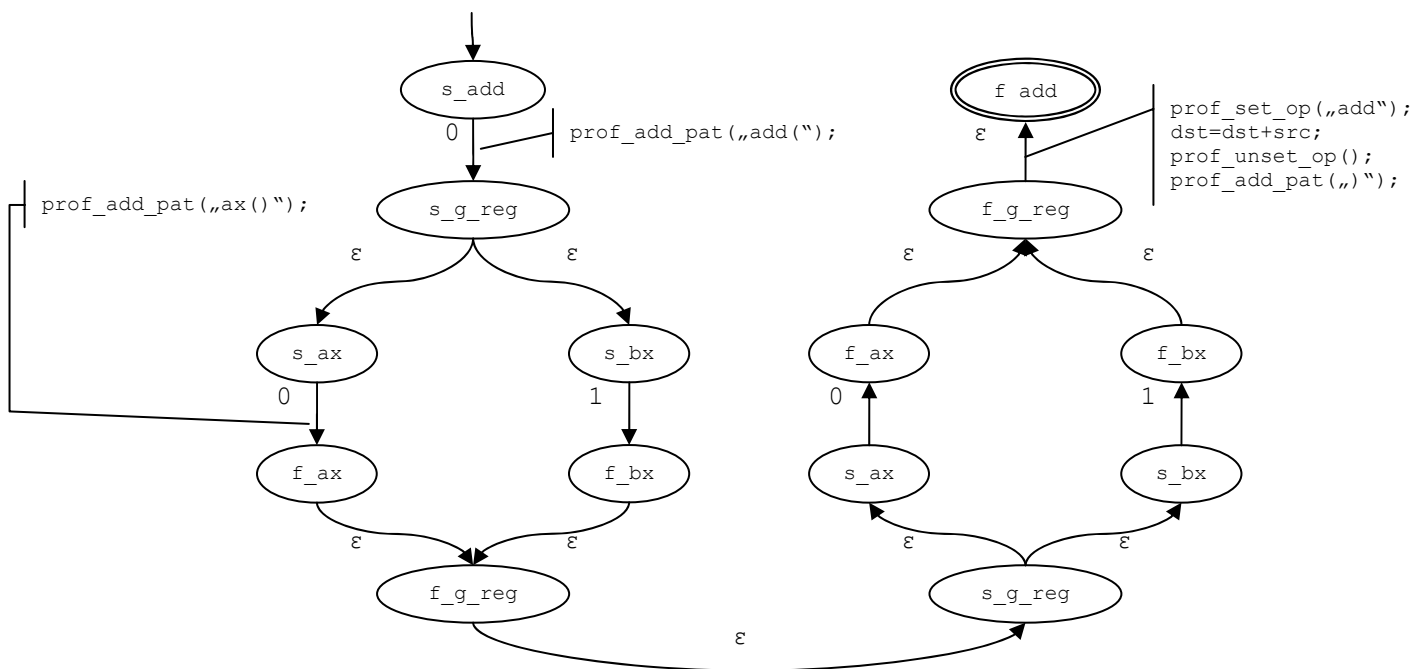 s_add
f add
0
prof_add_pat(„add(“);
ε
prof_set_op(„add“);
dst=dst+src;
prof_unset_op();
prof_add_pat(„)“);
prof_add_pat(„ax()“);
s_g_reg
f_g_reg
ε
ε
ε
ε
s_ax
s_bx
f_ax
f_bx
0
1
0
1
f_ax
f_bx
s_ax
s_bx
ε
ε
ε
ε
f_g_reg
s_g_reg
ε